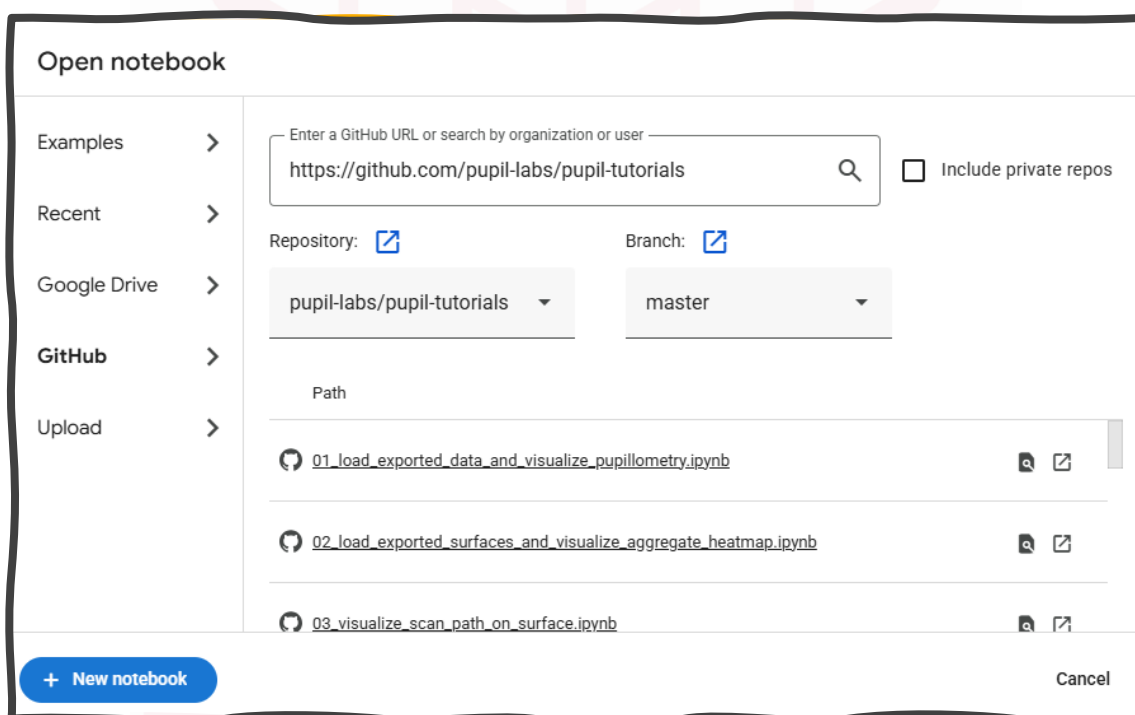 Open notebook
Examples
Recent
Google Drive
GitHub
Upload
Enter a GitHub URL or search by organization or user
https://github.com/pupil-labs/pupil-tutorials
Include private repos
Repository:
Branch:
pupil-labs/pupil-tutorials
master
Path
01_load_exported_data_and_visualize_pupillometry.ipynb
02_load_exported_surfaces_and_visualize_aggregate_heatmap.ipynb
03_visualize_scan_path_on_surface.ipynb
+ New notebook
Cancel